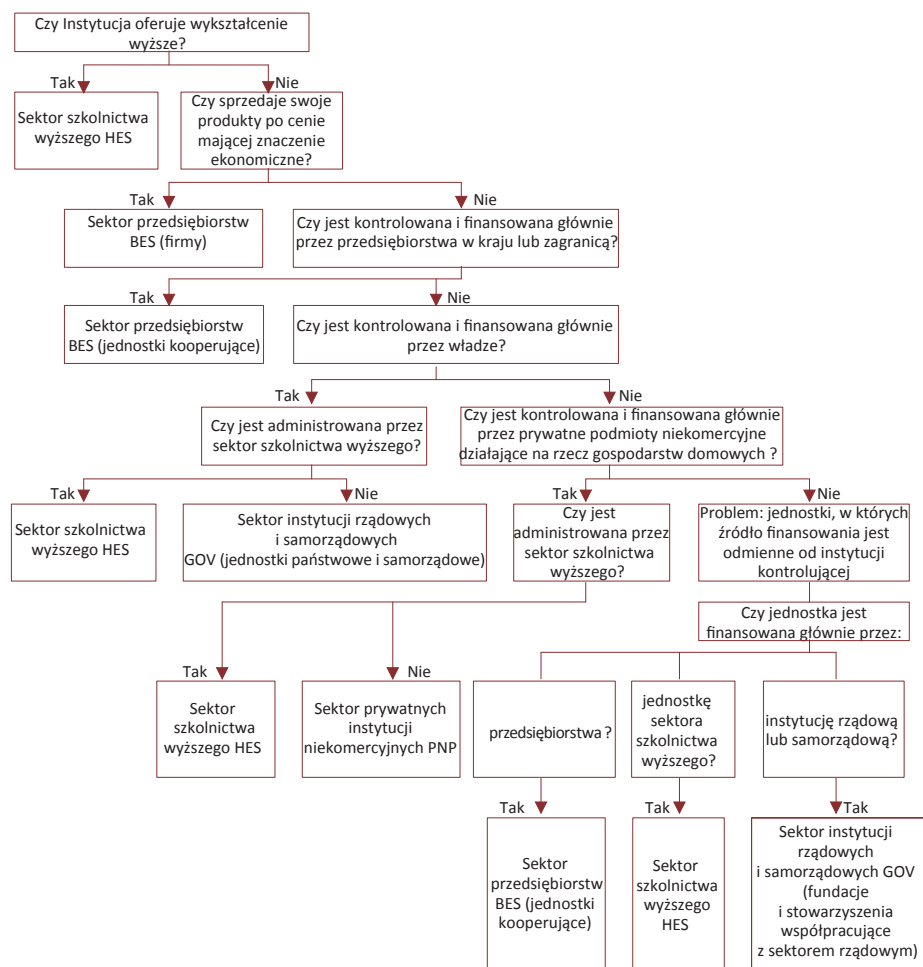 Czy Instytucja oferuje wykształcenie
wyższe?
Tak
Nie
Sektor szkolnictwa
wyższego HES
Czy sprzedaje swoje
produkty po cenie
mającej znaczenie
ekonomiczne?
Tak
Nie
Sektor przedsiębiorstw
BES (firmy)
Czy jest kontrolowana i finansowana głównie
przez przedsiębiorstwa w kraju lub zagranicą?
Tak
Nie
Sektor przedsiębiorstw
BES (jednostki kooperujące)
Czy jest kontrolowana i finansowana głównie
przez władze?
Tak
Nie
Czy jest administrowana przez
sektor szkolnictwa wyższego?
Czy jest kontrolowana i finansowana głównie
przez prywatne podmioty niekomercyjne
działające na rzecz gospodarstw domowych ?
Tak
Nie
Tak
Nie
Sektor szkolnictwa
wyższego HES
Sektor instytucji rządowych
i samorządowych
GOV (jednostki państwowe i samorządowe)
Czy jest
administrowana przez
sektor szkolnictwa
wyższego?
Problem: jednostki, w których
źródło finansowania jest
odmienne od instytucji
kontrolującej
Czy jednostka jest
finansowana głównie przez:
Tak
Nie
Sektor
szkolnictwa
wyższego HES
Sektor prywatnych
instytucji
niekomercyjnych PNP
przedsiębiorstwa ?
jednostkę
sektora
szkolnictwa
wyższego?
instytucję rządową
lub samorządową?
Tak
Tak
Tak
Sektor
przedsiębiorstw
BES (jednostki
kooperujące)
Sektor
szkolnictwa
wyższego
HES
Sektor instytucji
rządowych
i samorządowych GOV
(fundacje
i stowarzyszenia
współpracujące
z sektorem rządowym)